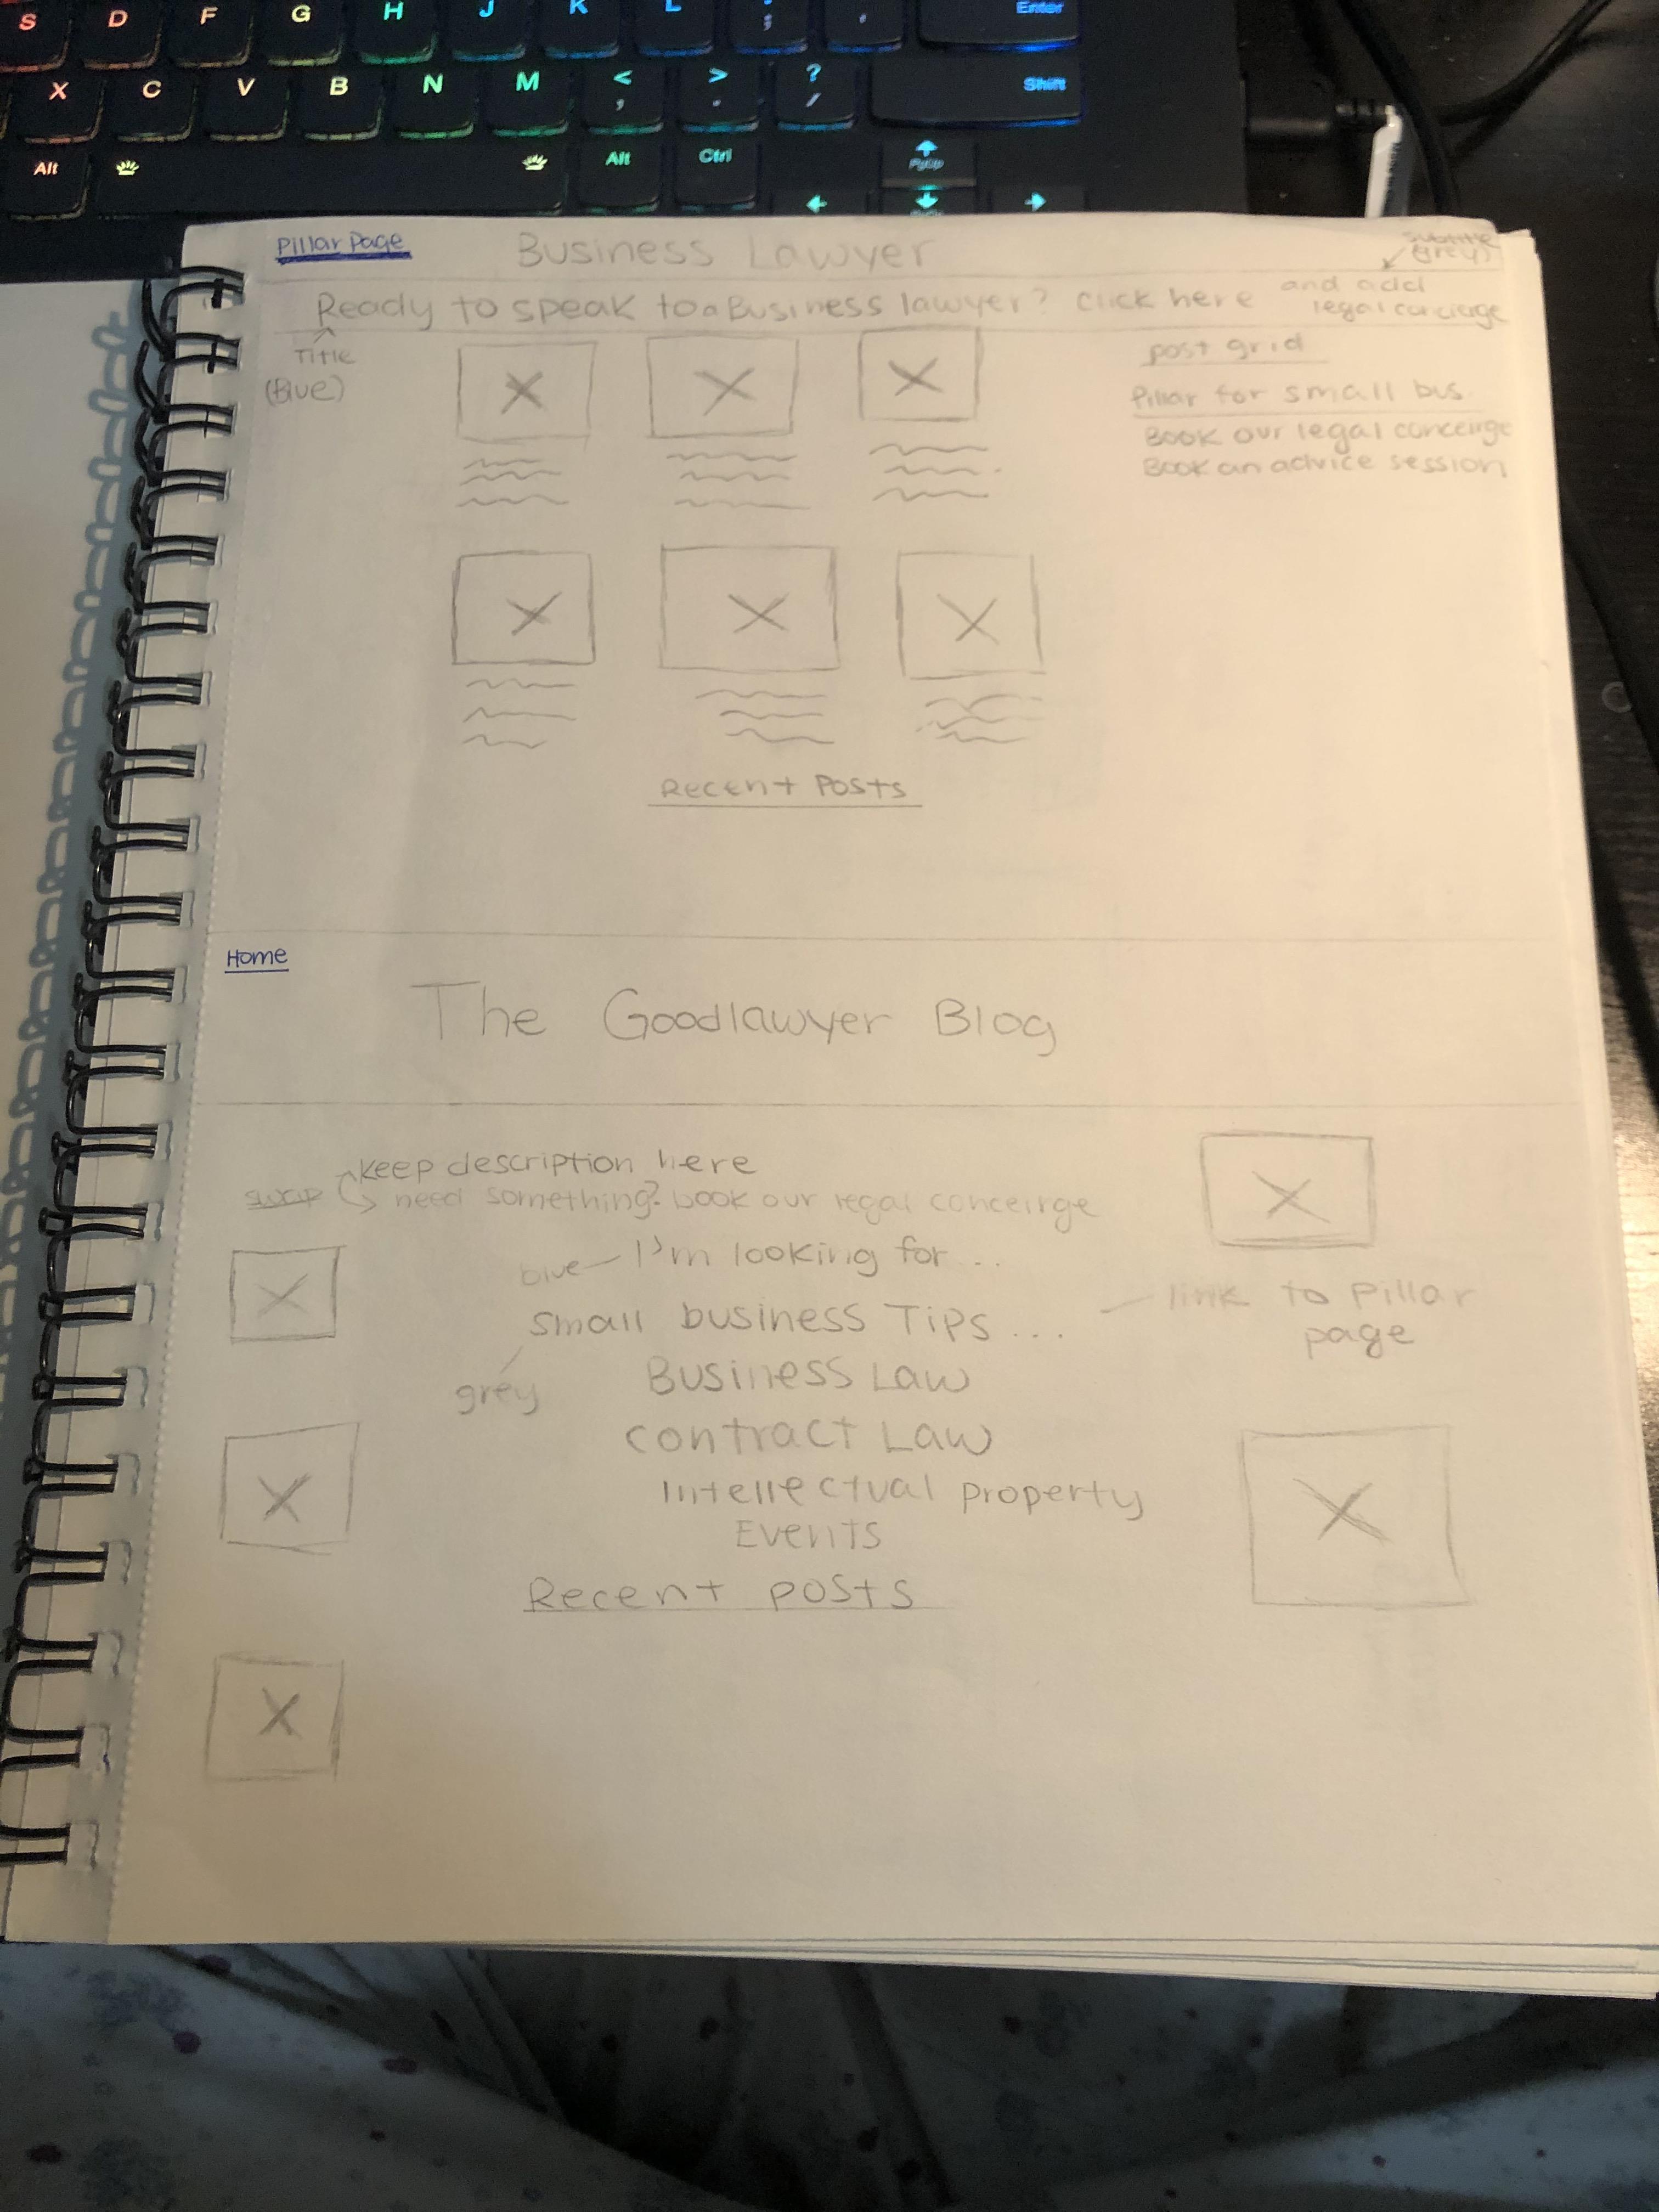 S D F G H J K L : ; , Enter
X C V B N M < , > . ? / Shift
Alt Alt Ctrl PgUp
Pillar Page
Business Lawyer
subtitle
(grey)
Ready to speak to a Business lawyer? click here
and add
legal concierge
Title
(Blue)
post grid
Pillar for small bus.
Book our legal conceirge
Book an advice session
Recent Posts
Home
The Goodlawyer Blog
keep description here
swap
need something? book our legal conceirge
blue
I'm looking for ...
small business Tips ...
link to pillar
page
grey
Business Law
contract Law
Intellectual property
Events
Recent posts